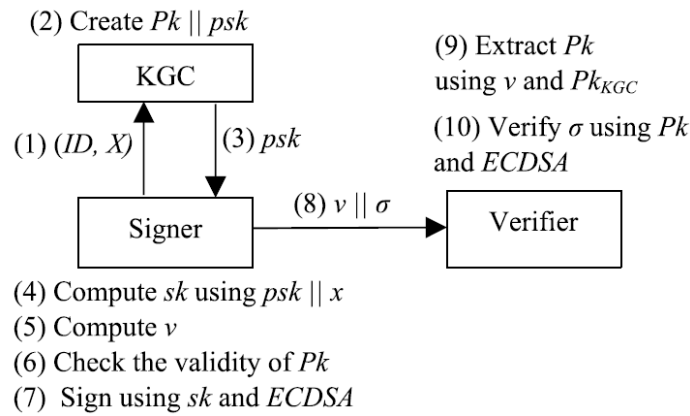 (2) Create Pk || psk
KGC
(1) (ID, X)
(3) psk
Signer
(8) v || σ
Verifier
(9) Extract Pk
using v and PkKGC
(10) Verify σ using Pk
and ECDSA
(4) Compute sk using psk || x
(5) Compute v
(6) Check the validity of Pk
(7) Sign using sk and ECDSA